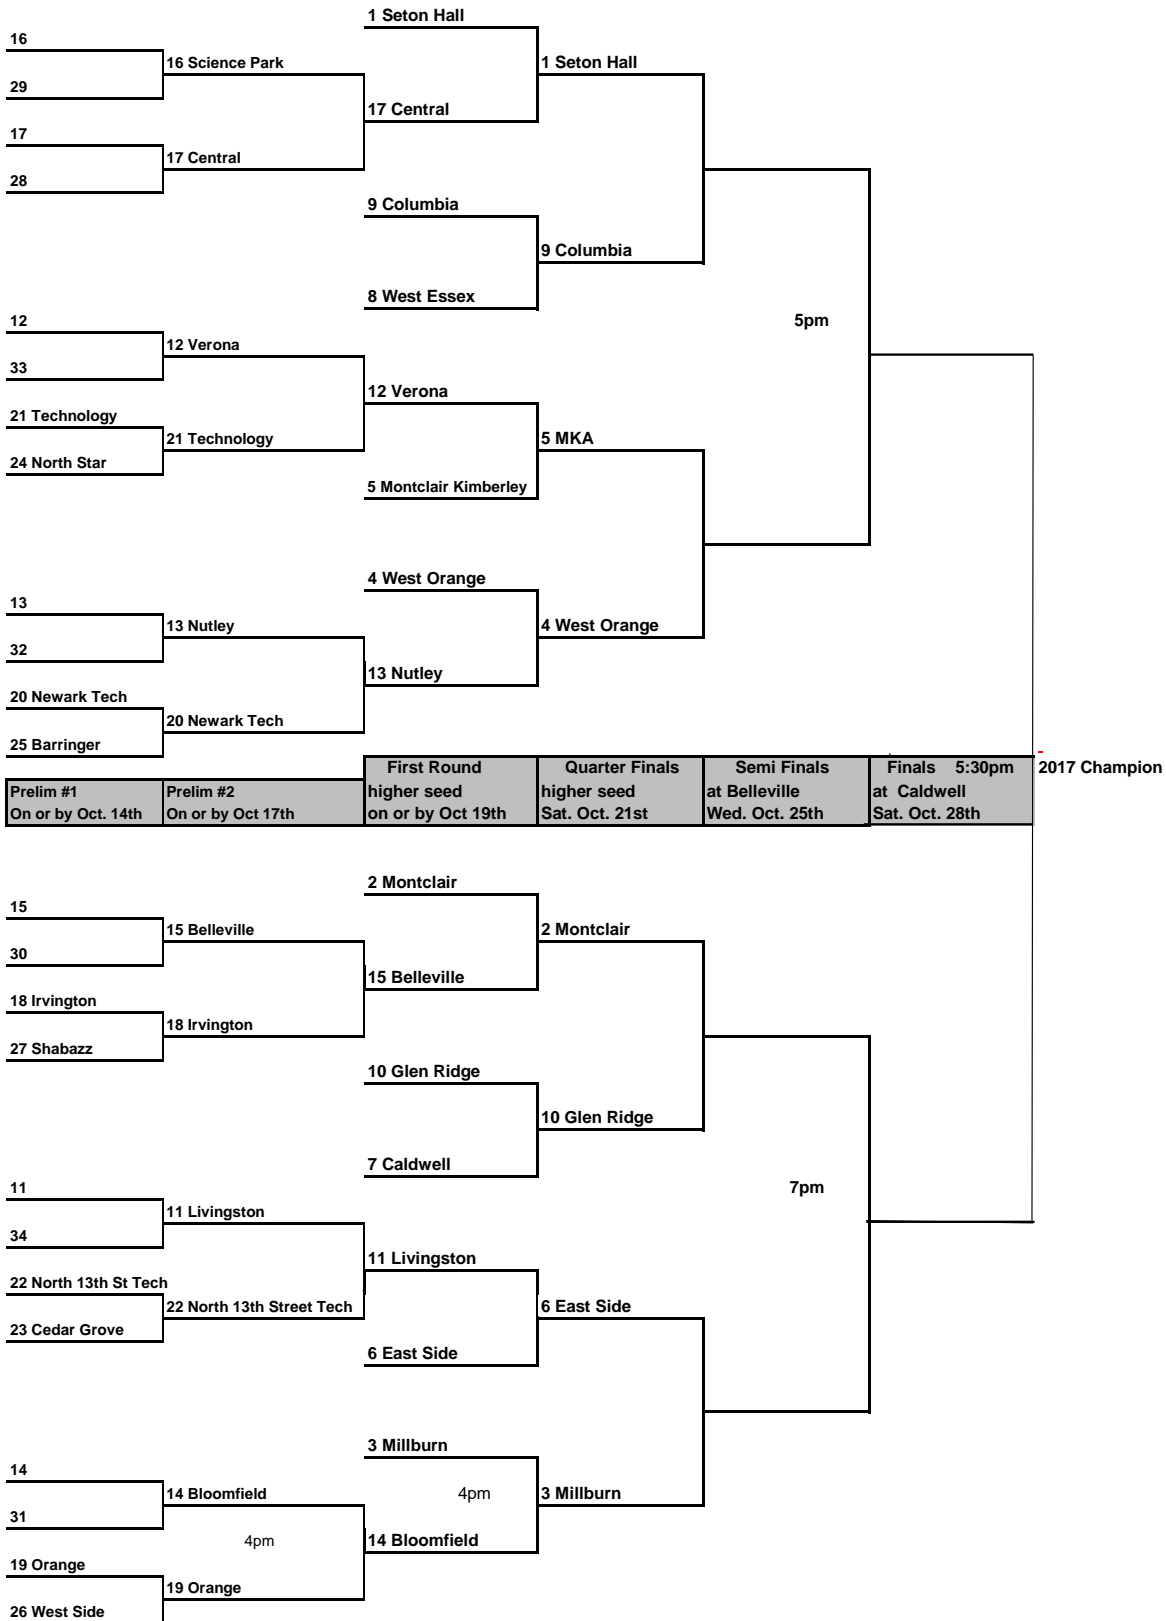 1 Seton Hall
16
16 Science Park
1 Seton Hall
29
17 Central
17
17 Central
28
9 Columbia
9 Columbia
8 West Essex
12
5pm
12 Verona
33
12 Verona
21 Technology
21 Technology
5 MKA
24 North Star
5 Montclair Kimberley
4 West Orange
13
13 Nutley
4 West Orange
32
13 Nutley
20 Newark Tech
20 Newark Tech
25 Barringer
First Round
Quarter Finals
Semi Finals
Finals 5:30pm
2017 Champion
Prelim #1
Prelim #2
higher seed
higher seed
at Belleville
at Caldwell
On or by Oct. 14th
On or by Oct 17th
on or by Oct 19th
Sat. Oct. 21st
Wed. Oct. 25th
Sat. Oct. 28th
2 Montclair
15
15 Belleville
2 Montclair
30
15 Belleville
18 Irvington
18 Irvington
27 Shabazz
10 Glen Ridge
10 Glen Ridge
7 Caldwell
11
7pm
11 Livingston
34
11 Livingston
22 North 13th St Tech
22 North 13th Street Tech
6 East Side
23 Cedar Grove
6 East Side
3 Millburn
14
14 Bloomfield
4pm
3 Millburn
31
4pm
14 Bloomfield
19 Orange
19 Orange
26 West Side